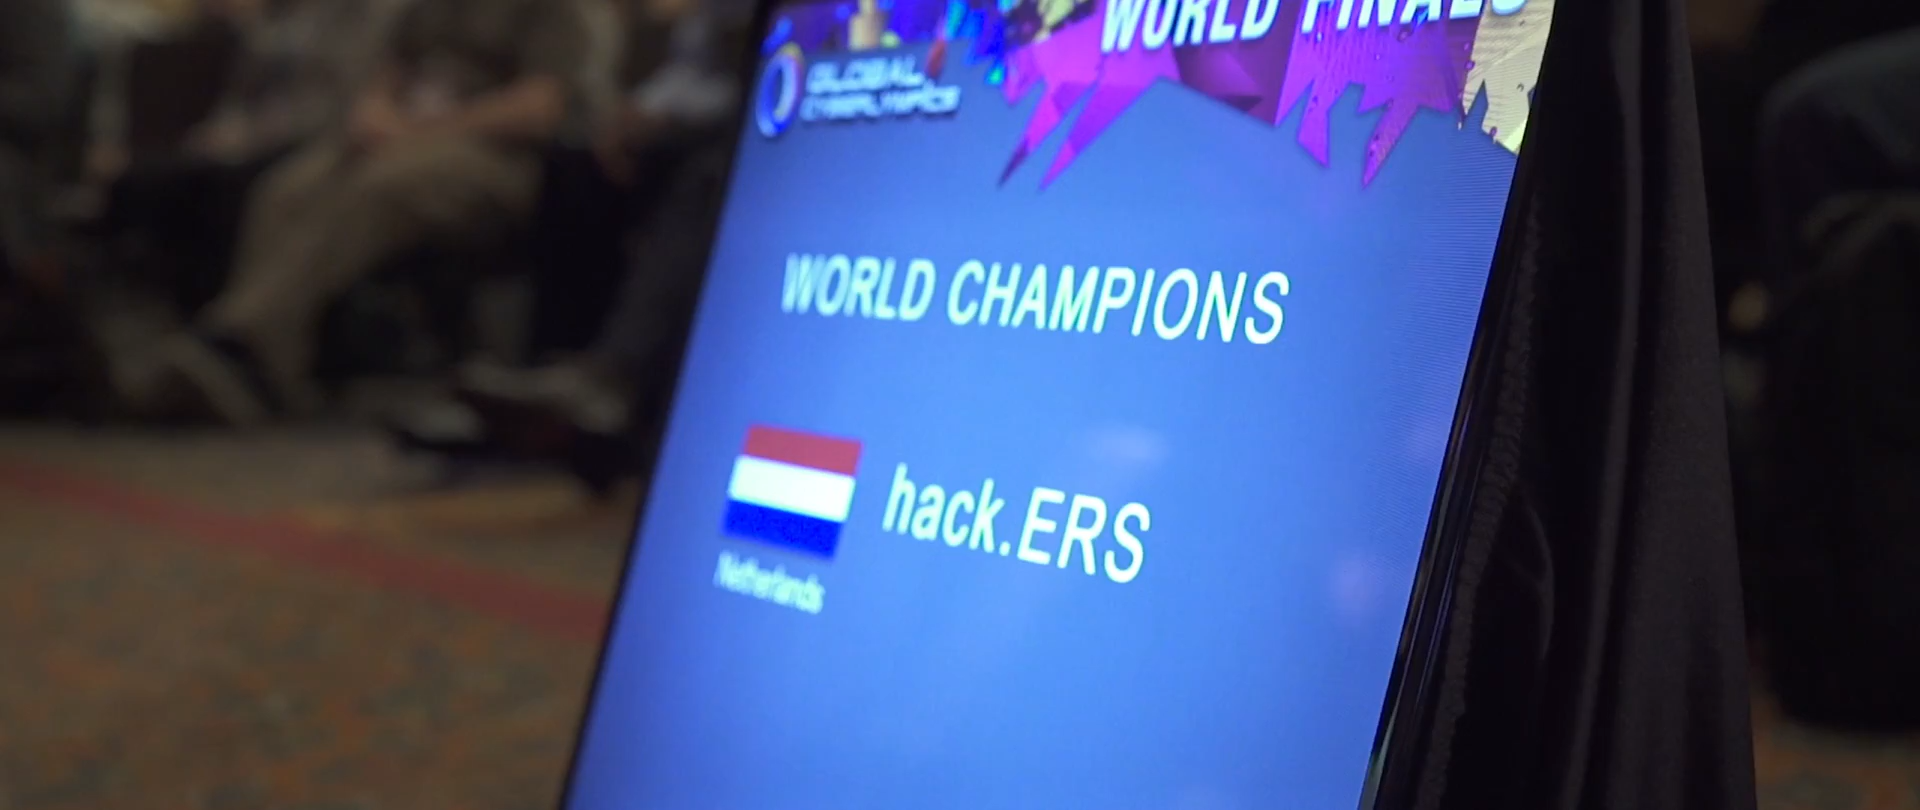 WORLD FINALS
GLOBAL
CYBERLYMPICS
WORLD CHAMPIONS
hack.ERS
Netherlands